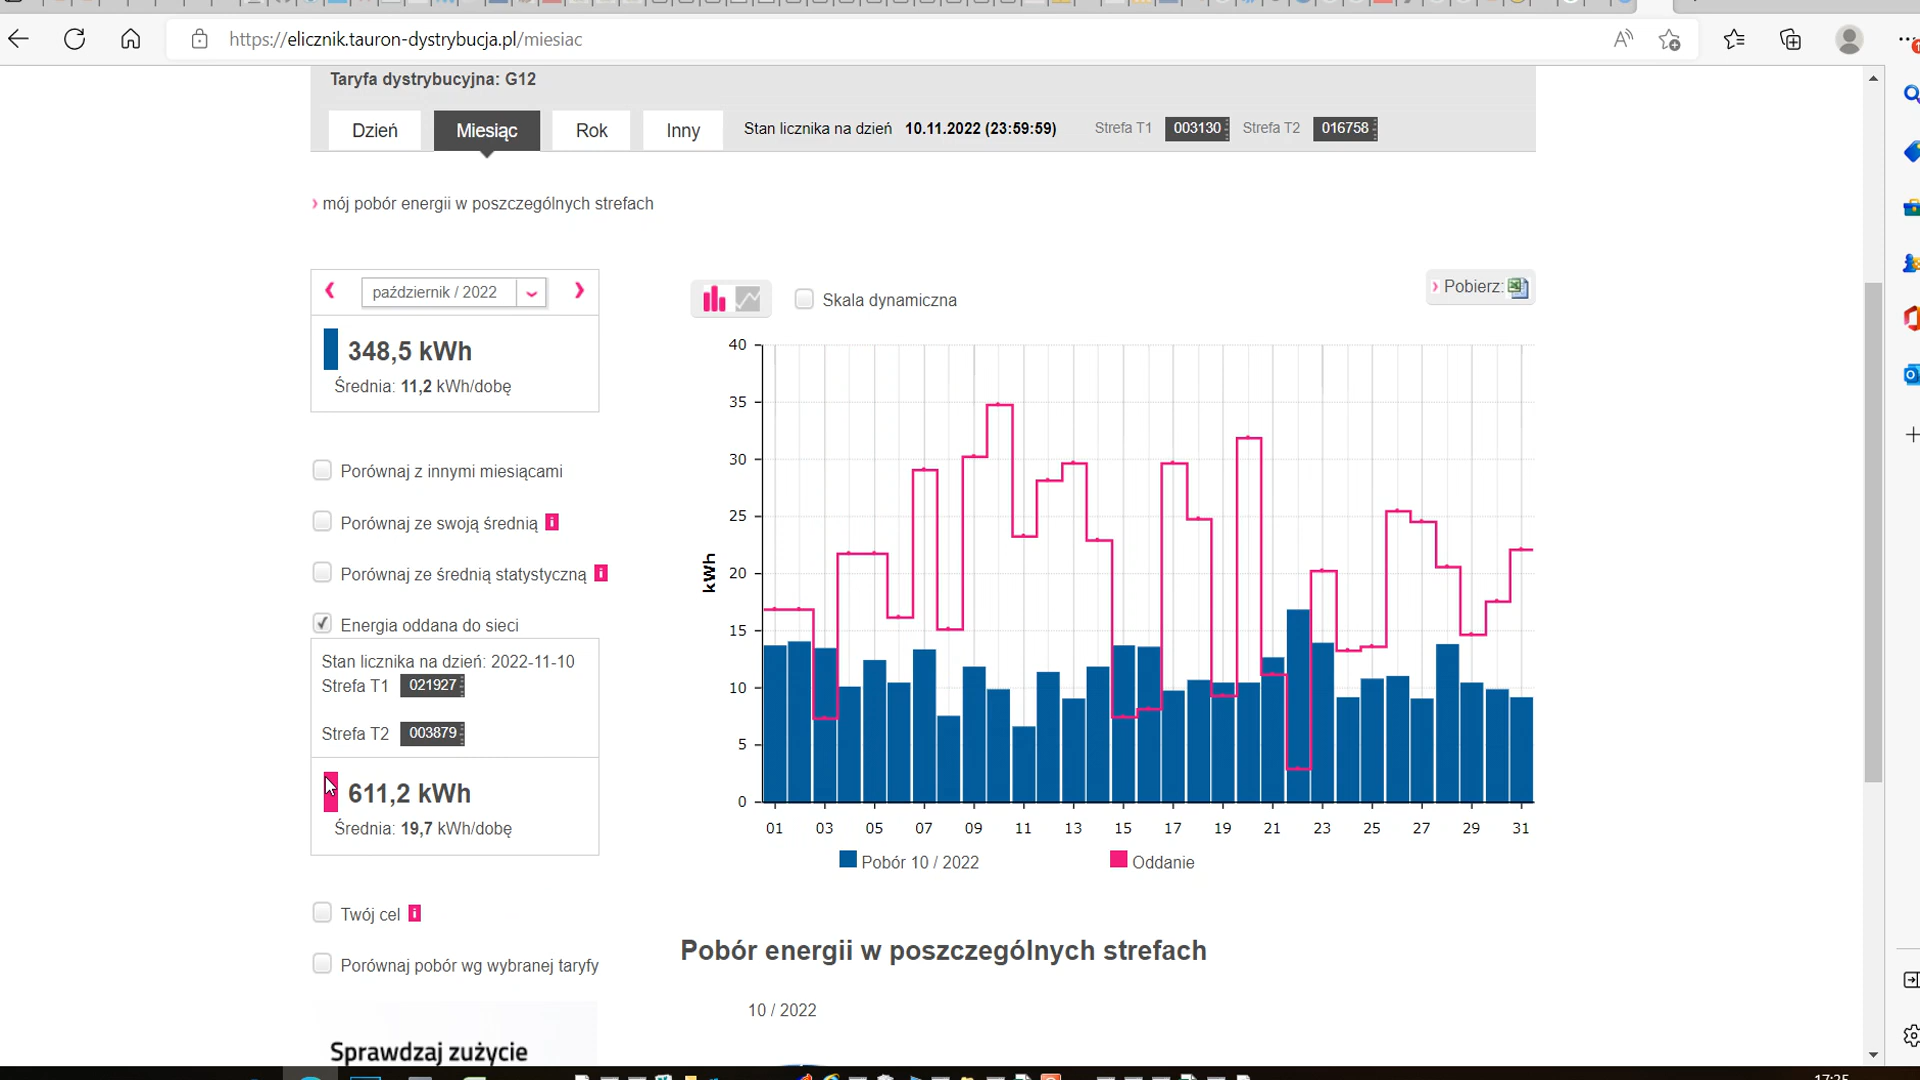 https://elicznik.tauron-dystrybucja.pl/miesiac
Taryfa dystrybucyjna: G12
Dzień Miesiąc Rok Inny Stan licznika na dzień 10.11.2022 (23:59:59) Strefa T1 003130 Strefa T2 016758
› mój pobór energii w poszczególnych strefach
październik / 2022
348,5 kWh
Średnia: 11,2 kWh/dobę
Porównaj z innymi miesiącami
Porównaj ze swoją średnią i
Porównaj ze średnią statystyczną i
Energia oddana do sieci
Stan licznika na dzień: 2022-11-10
Strefa T1 021927
Strefa T2 003879
611,2 kWh
Średnia: 19,7 kWh/dobę
Twój cel i
Porównaj pobór wg wybranej taryfy
Sprawdzaj zużycie
Skala dynamiczna
› Pobierz:
40
35
30
25
20
15
10
5
0
kWh
01 03 05 07 09 11 13 15 17 19 21 23 25 27 29 31
Pobór 10 / 2022 Oddanie
Pobór energii w poszczególnych strefach
10 / 2022
17:25